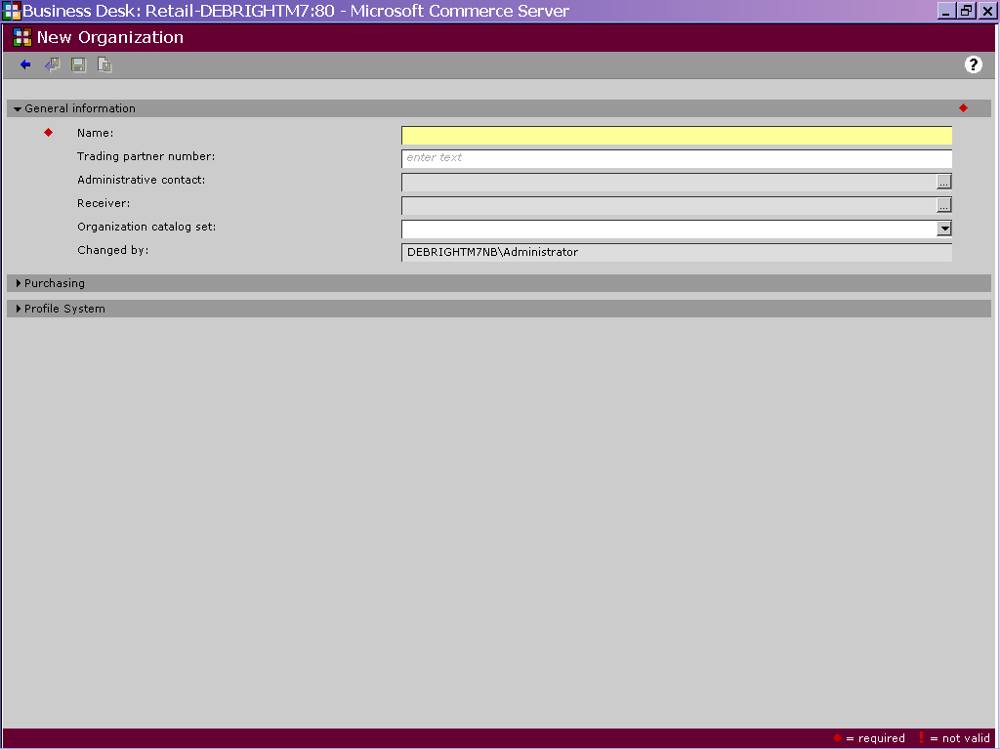 Business Desk: Retail-DEBRIGHTM7:80 - Microsoft Commerce Server
New Organization
?
General information
Name:
Trading partner number: enter text
Administrative contact: ...
Receiver: ...
Organization catalog set:
Changed by: DEBRIGHTM7NB\Administrator
Purchasing
Profile System
= required ! = not valid